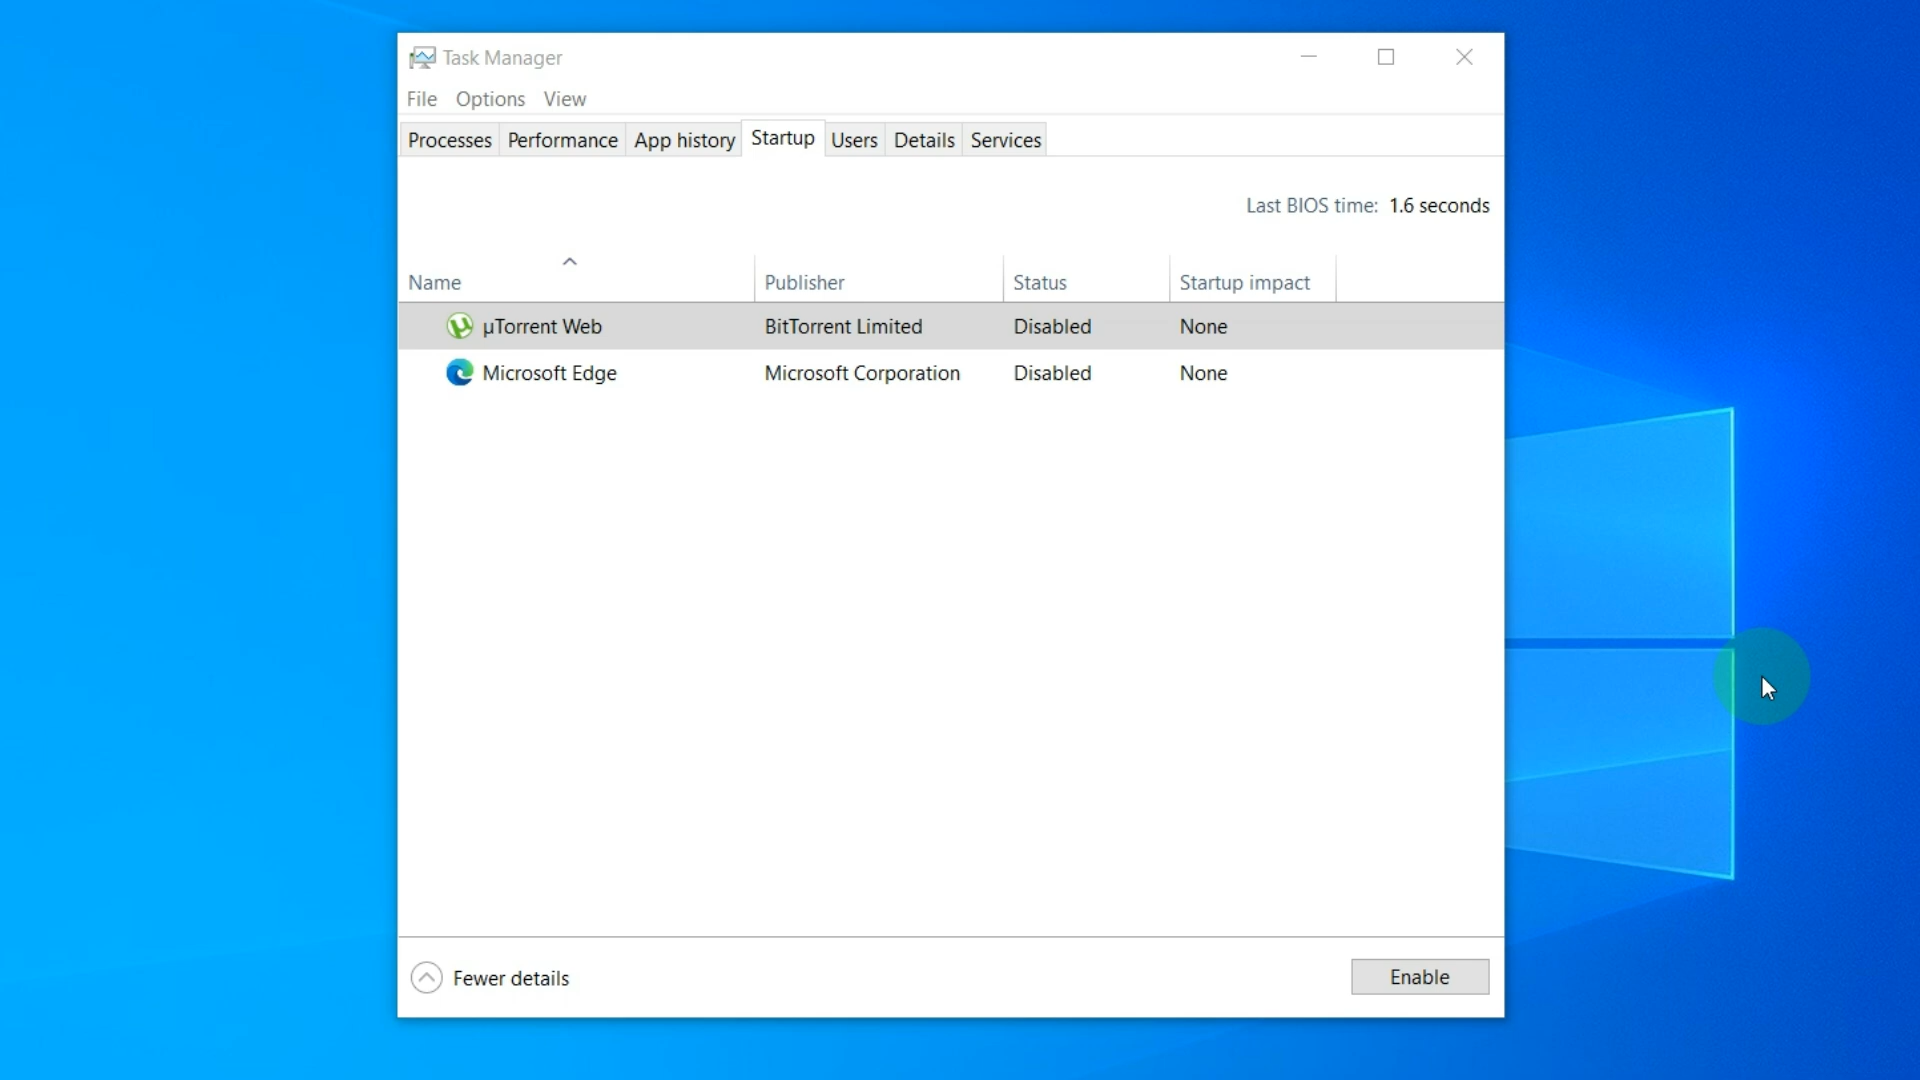 Task Manager
File Options View
Processes Performance App history Startup Users Details Services
Last BIOS time: 1.6 seconds
Name Publisher Status Startup impact
µTorrent Web BitTorrent Limited Disabled None
Microsoft Edge Microsoft Corporation Disabled None
Fewer details Enable